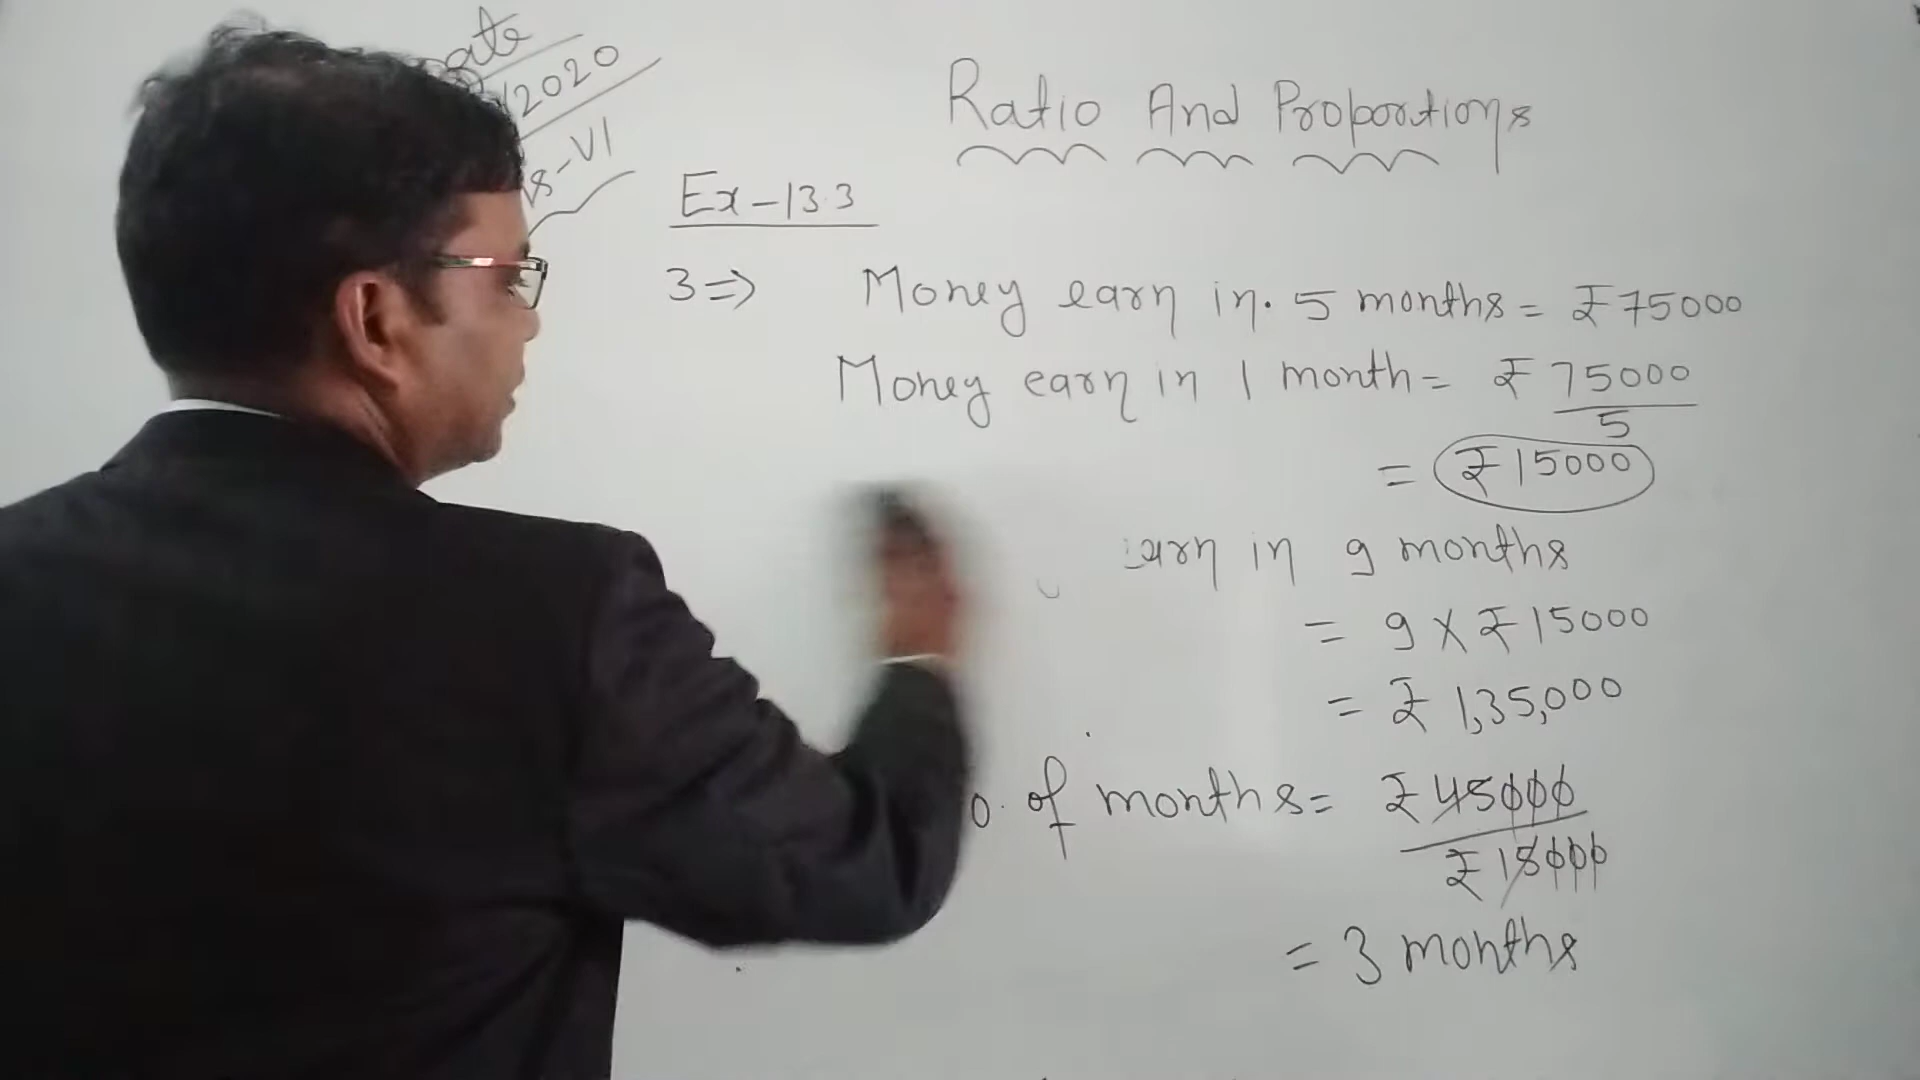 /2020
Ratio And Proportions
Ex-13.3
3⇒ Money earn in. 5 months = ₹75000
Money earn in 1 month = ₹75000
5
= ₹15000
earn in 9 months
= 9 X ₹15000
= ₹ 1,35,000
of months = ₹45000
₹15000
= 3 months